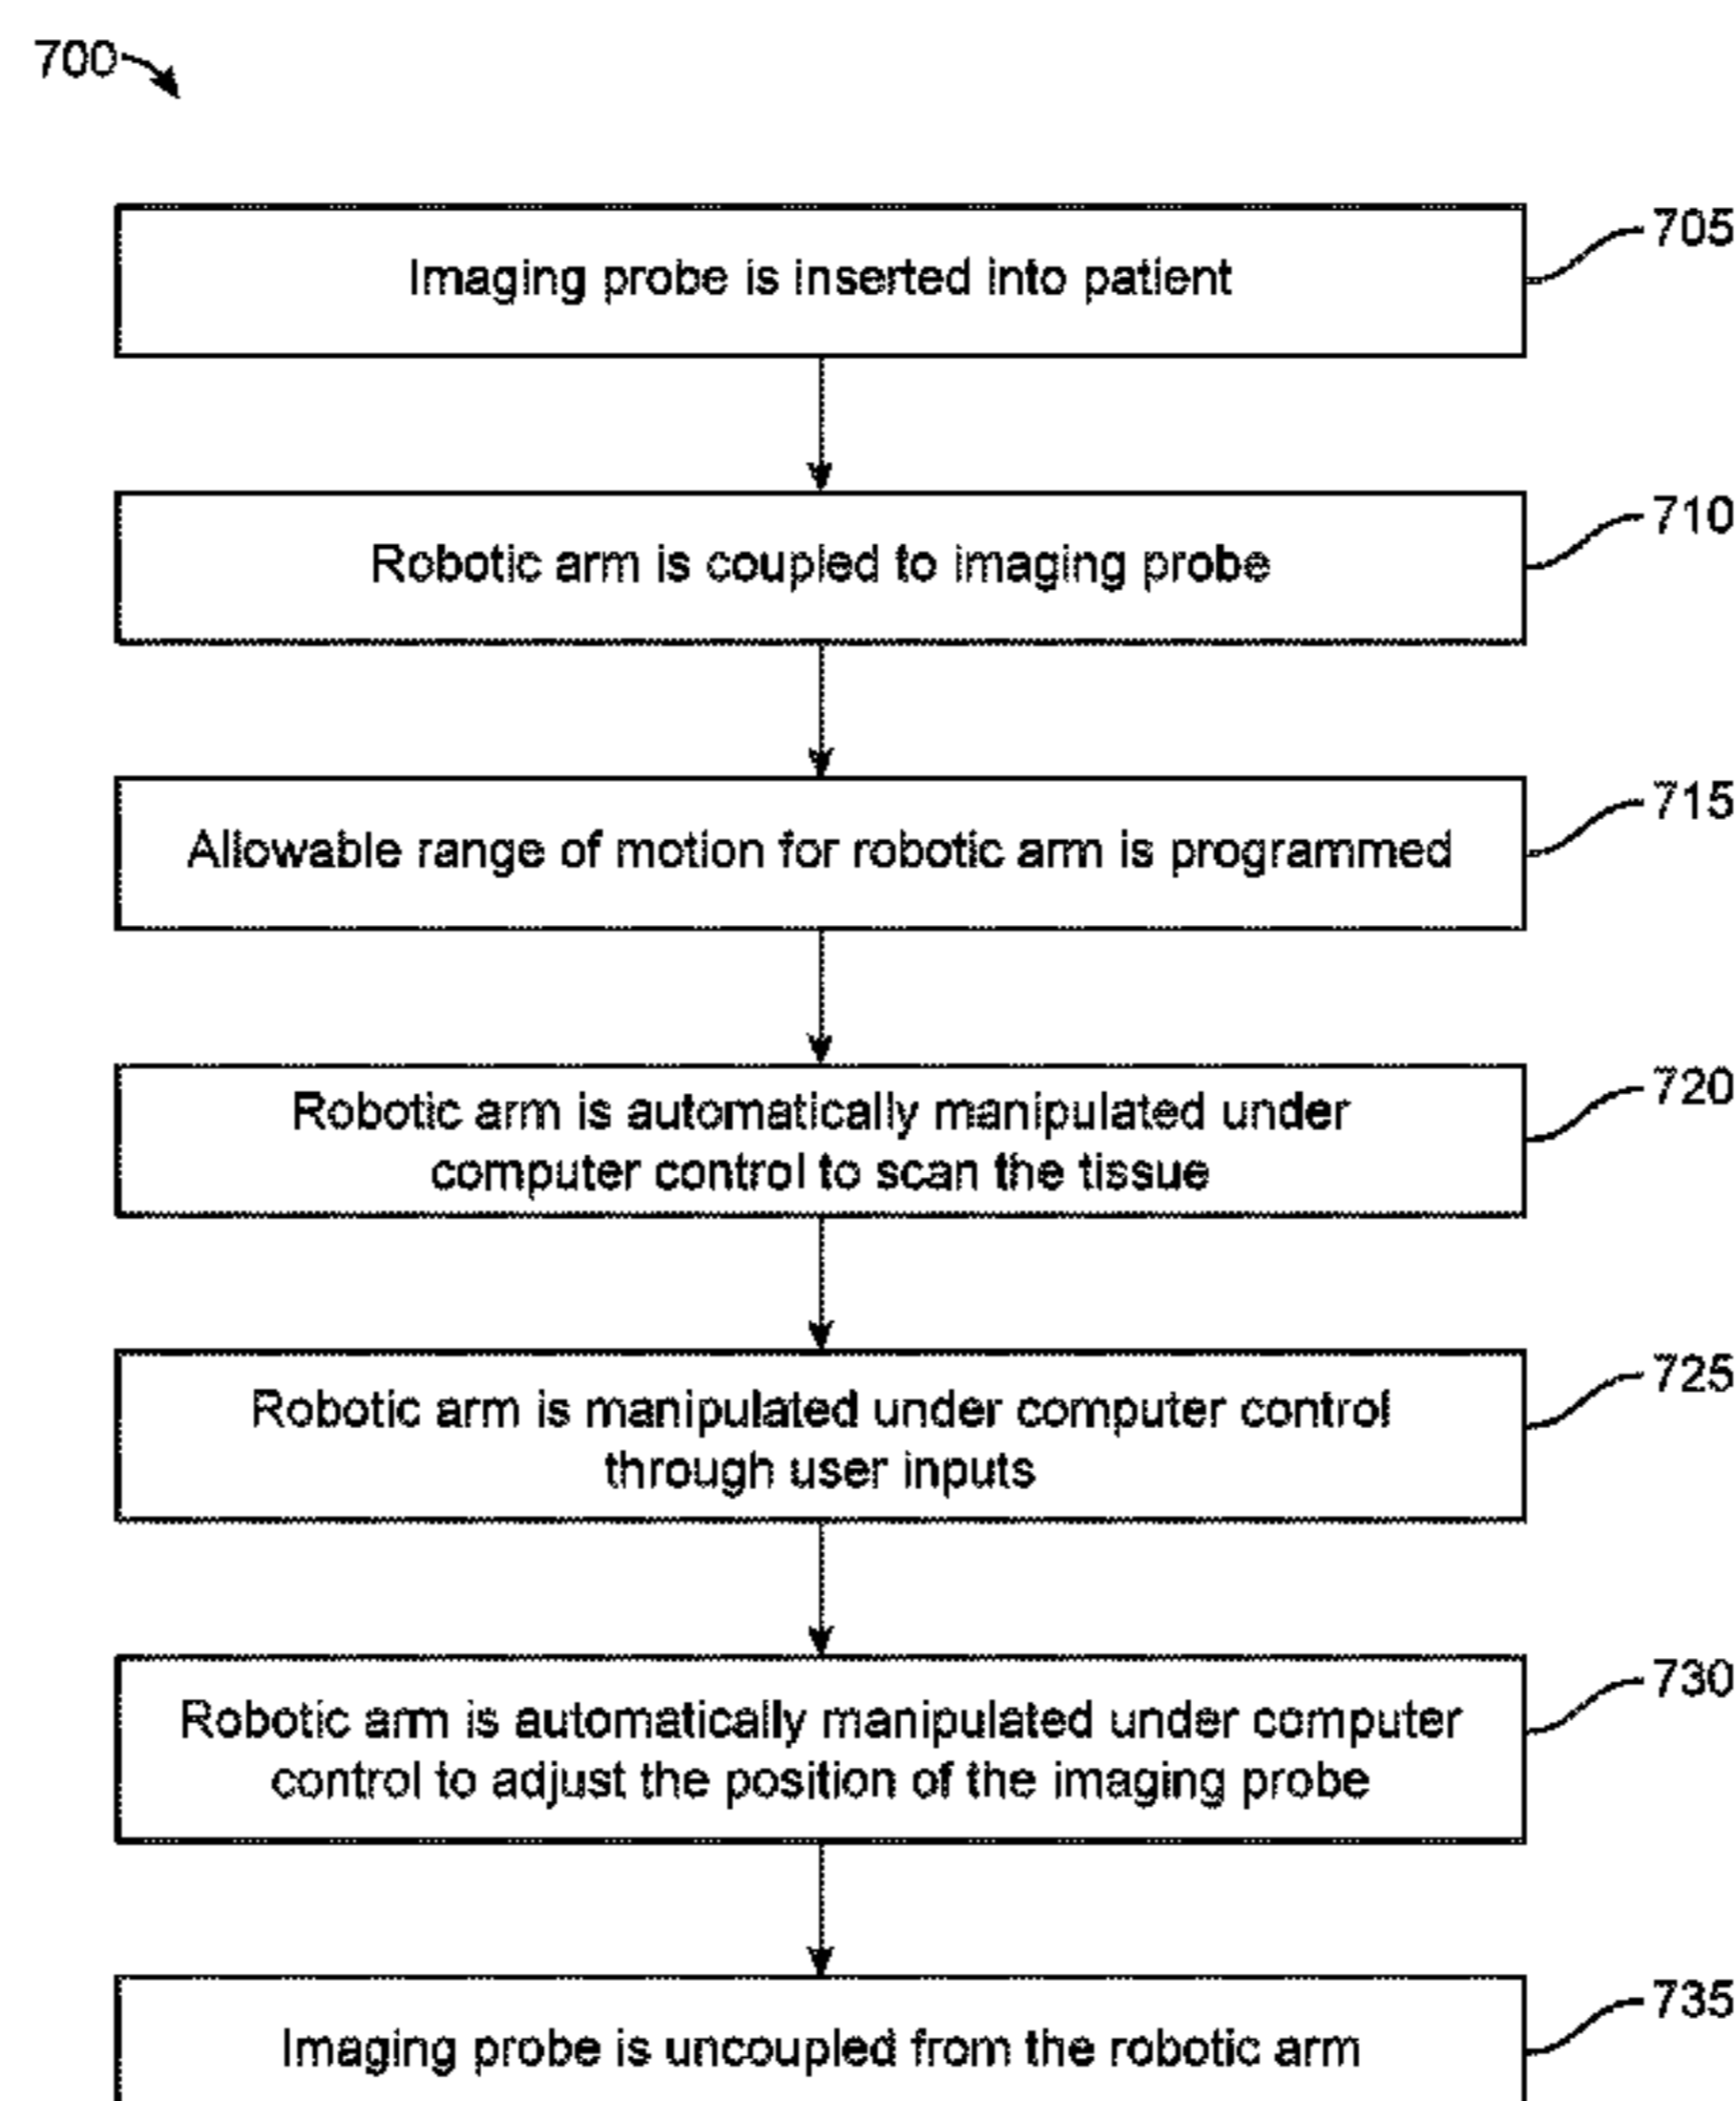 700
Imaging probe is inserted into patient
705
Robotic arm is coupled to imaging probe
710
Allowable range of motion for robotic arm is programmed
715
Robotic arm is automatically manipulated under
computer control to scan the tissue
720
Robotic arm is manipulated under computer control
through user inputs
725
Robotic arm is automatically manipulated under computer
control to adjust the position of the imaging probe
730
Imaging probe is uncoupled from the robotic arm
735